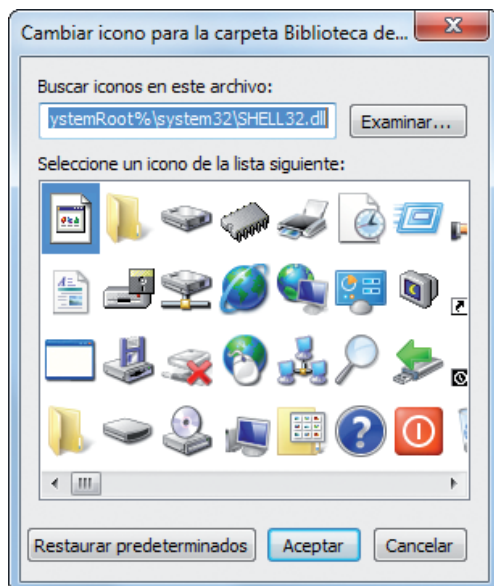 Cambiar icono para la carpeta Biblioteca de...
Buscar iconos en este archivo:
ystemRoot%\system32\SHELL32.dll
Examinar...
Seleccione un icono de la lista siguiente:
Restaurar predeterminados
Aceptar
Cancelar